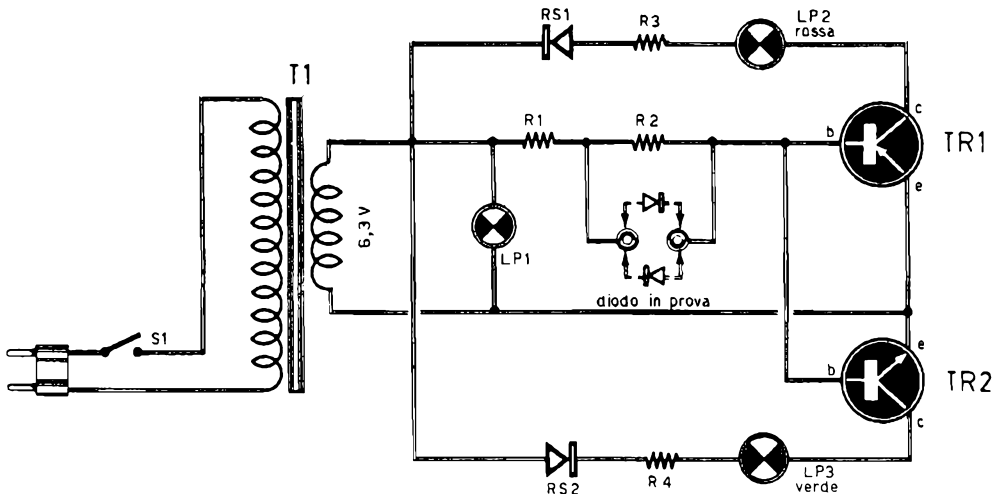 RS1
R3
LP2
rossa
T1
R1
R2
b
c
e
TR1
6,3 V
LP1
diodo in prova
S1
b
e
c
TR2
RS2
R4
LP3
verde